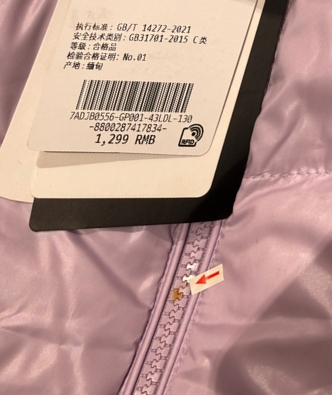 执行标准: GB/T 14272-2021
安全技术类别: GB31701-2015 C类
等级: 合格品
检验合格证明: No.01
产地: 缅甸
7ADJB0556-GP001-43LDL-130
-8800287417834-
1,299 RMB
RFID